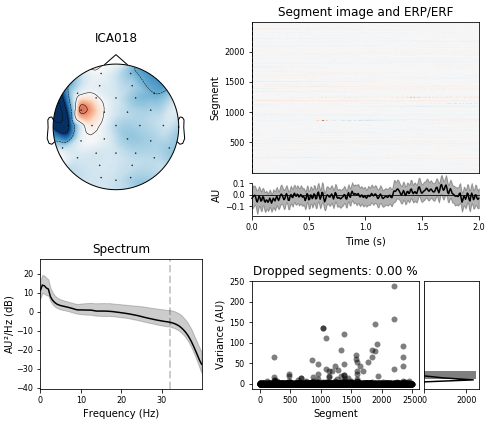 ICA018
Segment image and ERP/ERF
2000
1500
1000
500
Segment
0.1
0.0
−0.1
AU
0.0 0.5 1.0 1.5 2.0
Time (s)
Spectrum
20
10
0
−10
−20
−30
−40
AU²/Hz (dB)
0 10 20 30
Frequency (Hz)
Dropped segments: 0.00 %
250
200
150
100
50
0
Variance (AU)
0 500 1000 1500 2000 2500
0 2000
Segment